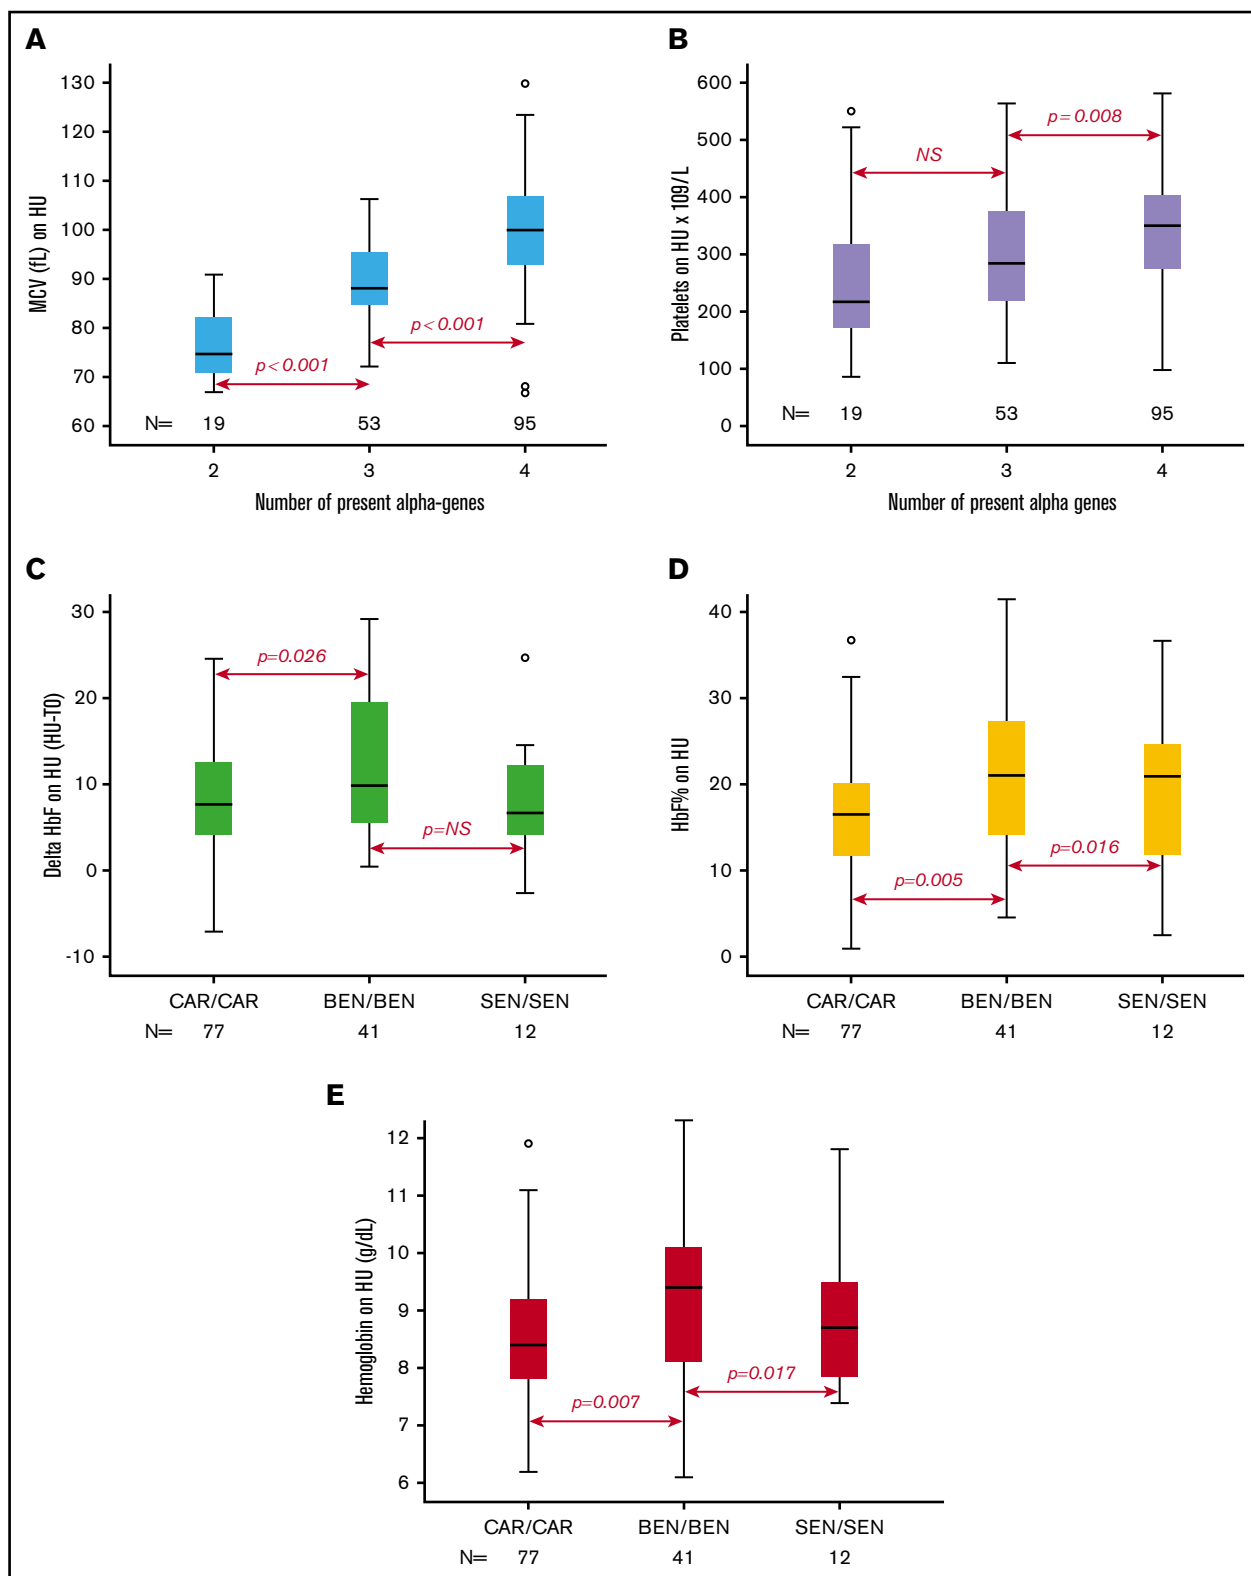 A
MCV (fL) on HU
130
120
110
100
90
80
70
60
p<0.001
p<0.001
N= 19 53 95
2 3 4
Number of present alpha-genes
B
Platelets on HU x 109/L
600
500
400
300
200
100
0
NS
p=0.008
N= 19 53 95
2 3 4
Number of present alpha genes
C
Delta HbF on HU (HU-T0)
30
20
10
0
-10
p=0.026
p=NS
CAR/CAR BEN/BEN SEN/SEN
N= 77 41 12
D
HbF% on HU
40
30
20
10
0
p=0.005
p=0.016
CAR/CAR BEN/BEN SEN/SEN
N= 77 41 12
E
Hemoglobin on HU (g/dL)
12
11
10
9
8
7
6
p=0.007
p=0.017
CAR/CAR BEN/BEN SEN/SEN
N= 77 41 12